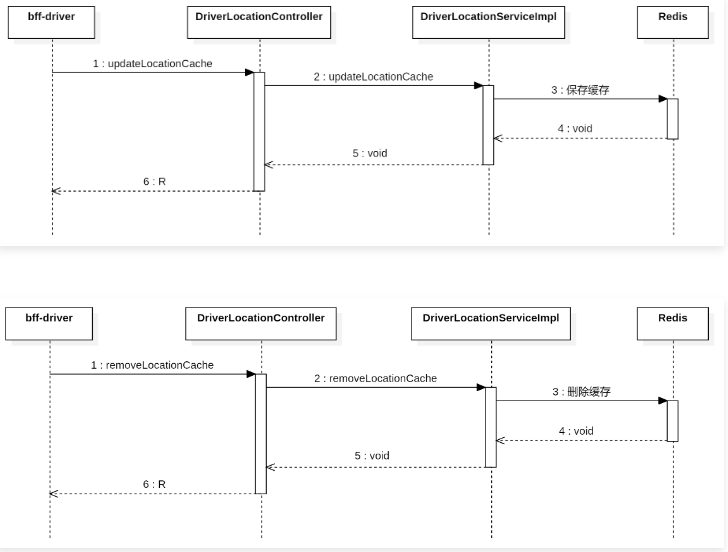 bff-driver
DriverLocationController
DriverLocationServiceImpl
Redis
1 : updateLocationCache
2 : updateLocationCache
3 : 保存缓存
4 : void
5 : void
6 : R
bff-driver
DriverLocationController
DriverLocationServiceImpl
Redis
1 : removeLocationCache
2 : removeLocationCache
3 : 删除缓存
4 : void
5 : void
6 : R